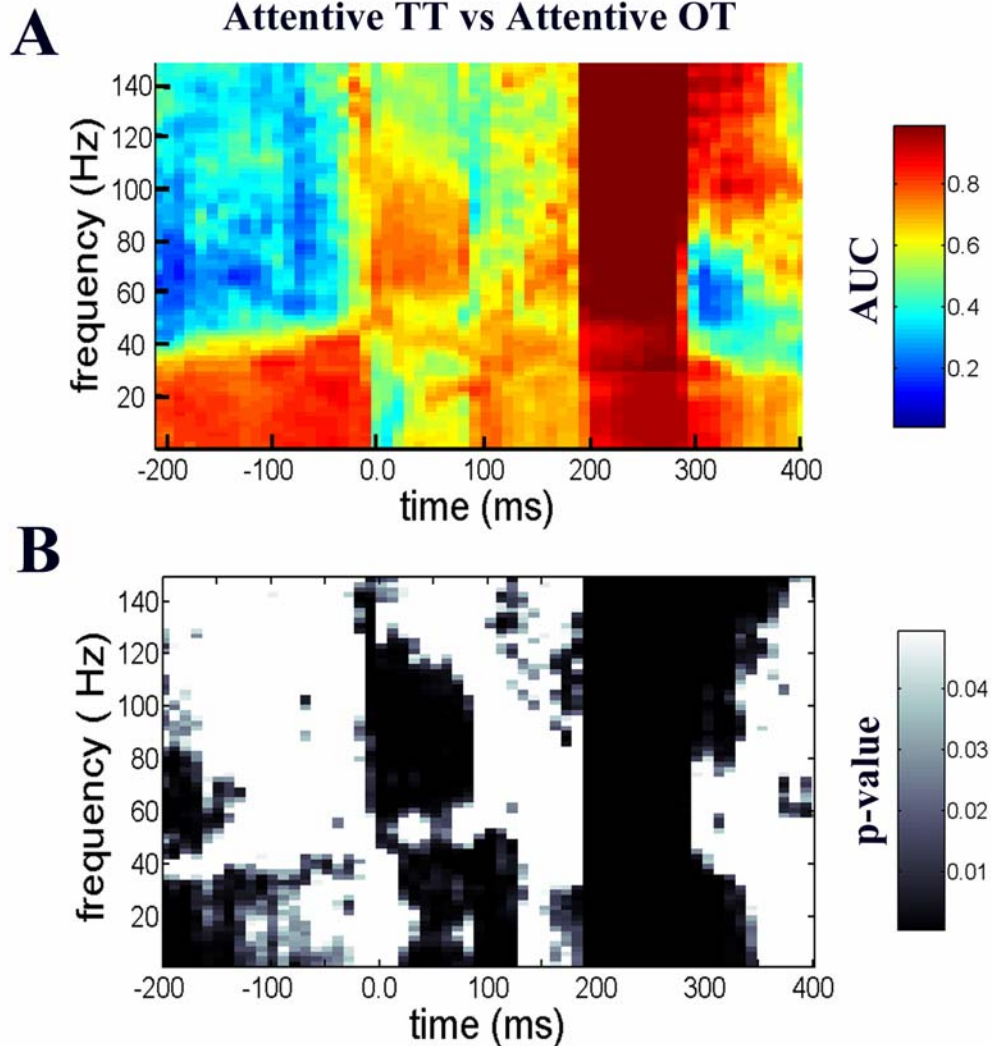 A
Attentive TT vs Attentive OT
frequency (Hz)
140
120
100
80
60
40
20
-200 -100 0.0 100 200 300 400
time (ms)
0.8
0.6
0.4
0.2
AUC
B
frequency ( Hz)
140
120
100
80
60
40
20
-200 -100 0.0 100 200 300 400
time (ms)
0.04
0.03
0.02
0.01
p-value